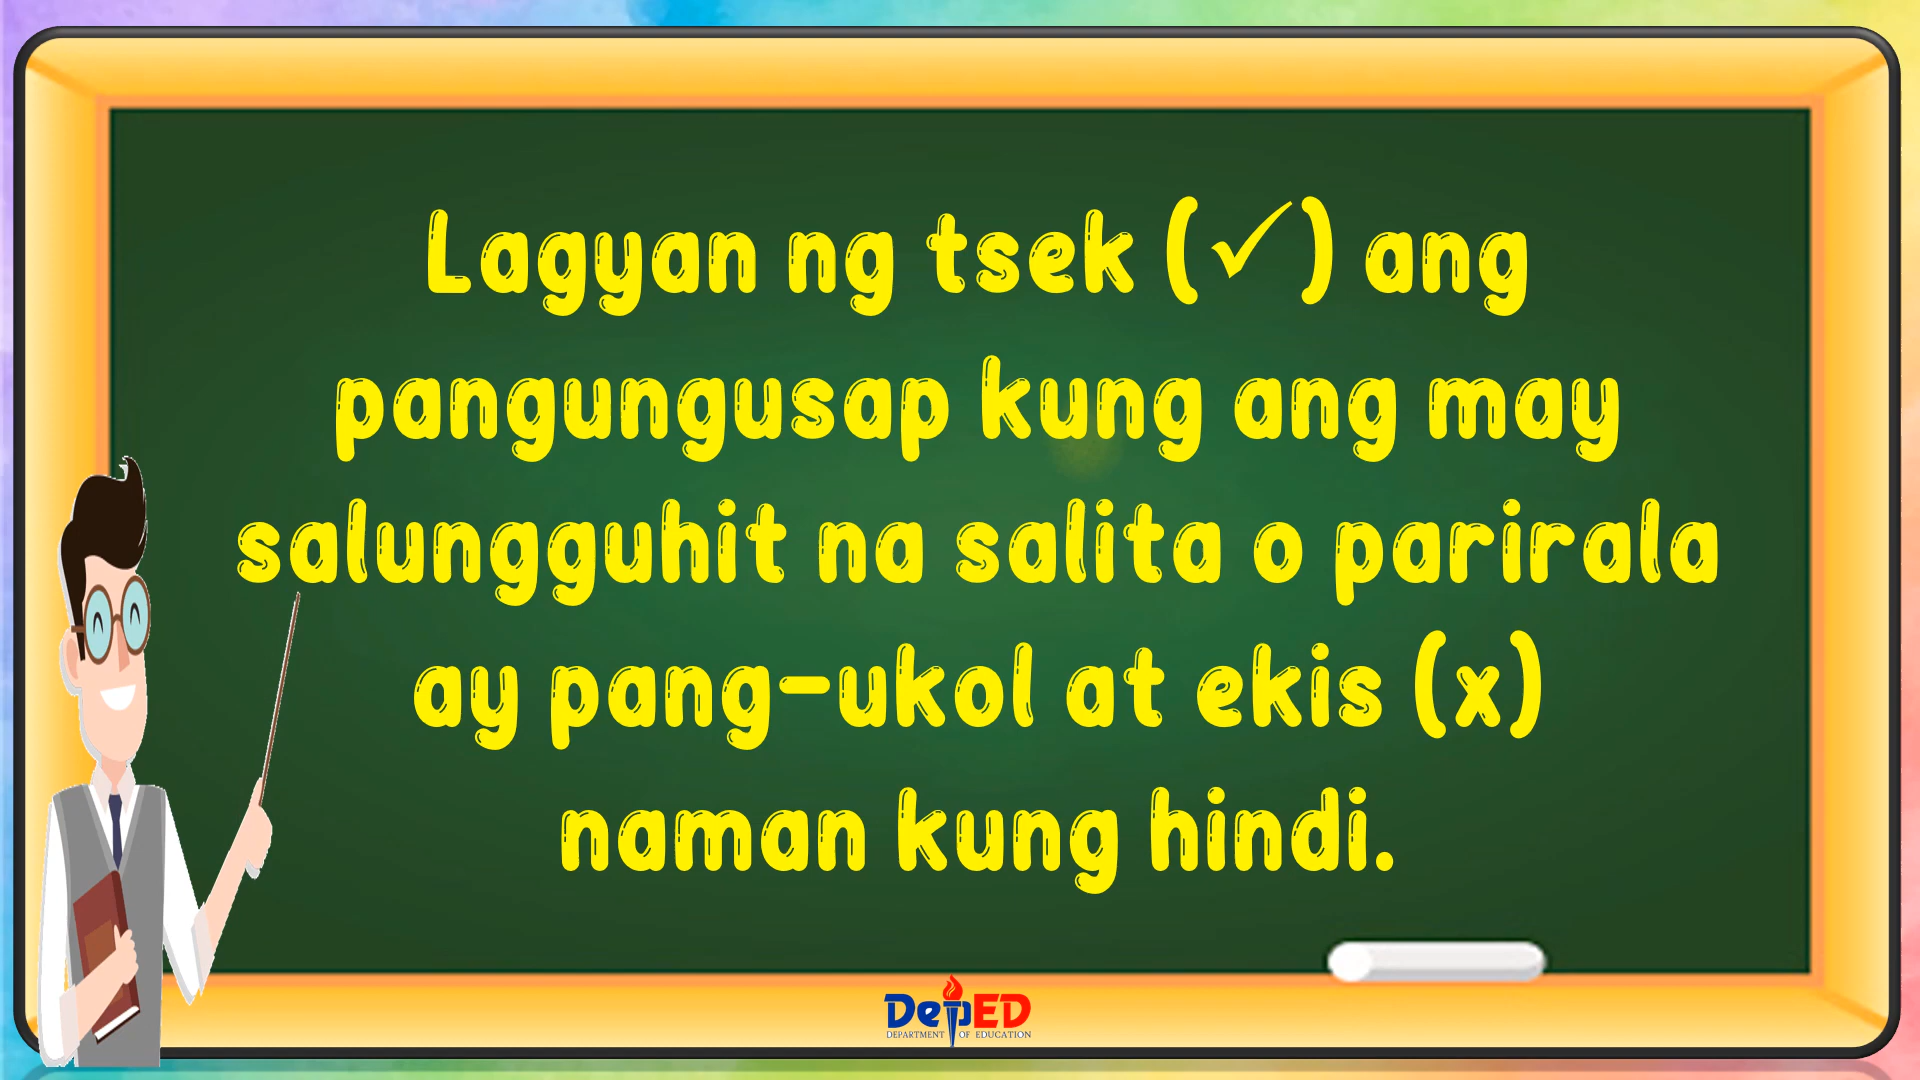 Lagyan ng tsek (✓) ang
pangungusap kung ang may
salungguhit na salita o parirala
ay pang-ukol at ekis (x)
naman kung hindi.
DepED
DEPARTMENT OF EDUCATION